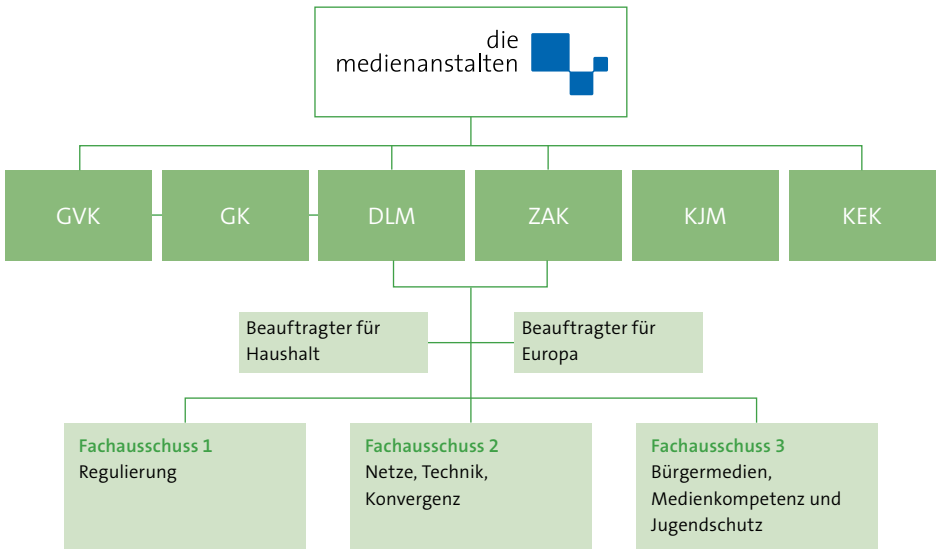 die
medienanstalten
GVK
GK
DLM
ZAK
KJM
KEK
Beauftragter für
Haushalt
Beauftragter für
Europa
Fachausschuss 1
Regulierung
Fachausschuss 2
Netze, Technik,
Konvergenz
Fachausschuss 3
Bürgermedien,
Medienkompetenz und
Jugendschutz